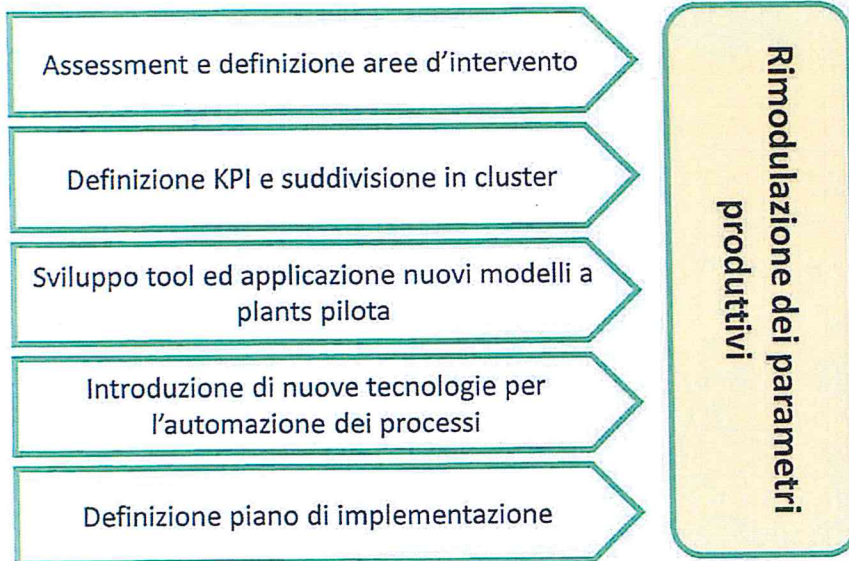 Assessment e definizione aree d'intervento
Definizione KPI e suddivisione in cluster
Sviluppo tool ed applicazione nuovi modelli a
plants pilota
Introduzione di nuove tecnologie per
l'automazione dei processi
Definizione piano di implementazione
Rimodulazione dei parametri
produttivi